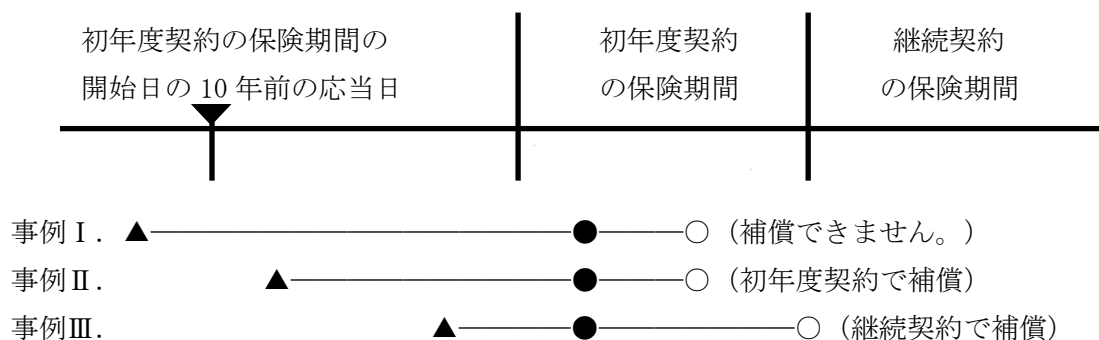 初年度契約の保険期間の
開始日の 10 年前の応当日
初年度契約
の保険期間
継続契約
の保険期間
事例Ⅰ. ▲―――●―――○（補償できません。）
事例Ⅱ. ▲―――●―――○（初年度契約で補償）
事例Ⅲ. ▲―――●―――○（継続契約で補償）